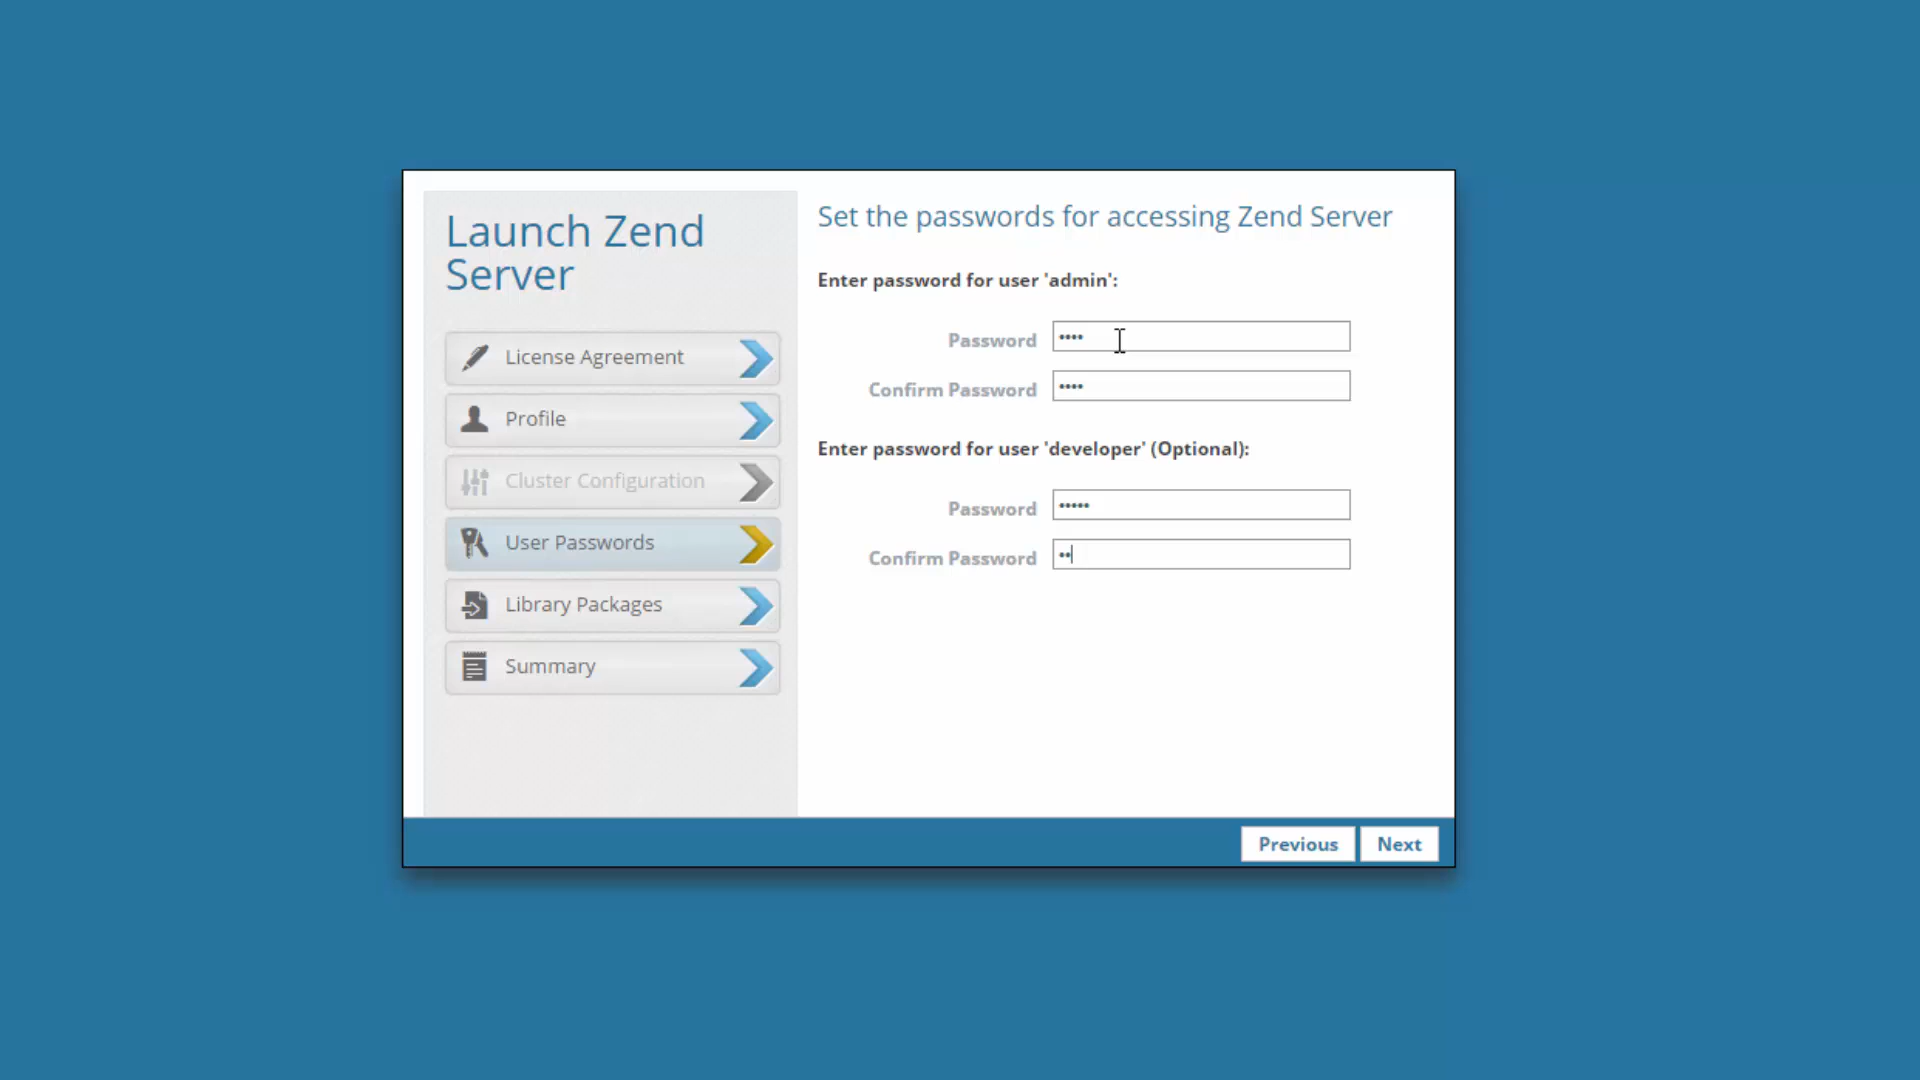 Launch Zend
Server
License Agreement
Profile
Cluster Configuration
User Passwords
Library Packages
Summary
Set the passwords for accessing Zend Server
Enter password for user 'admin':
Password ••••
Confirm Password ••••
Enter password for user 'developer' (Optional):
Password •••••
Confirm Password ••
Previous Next